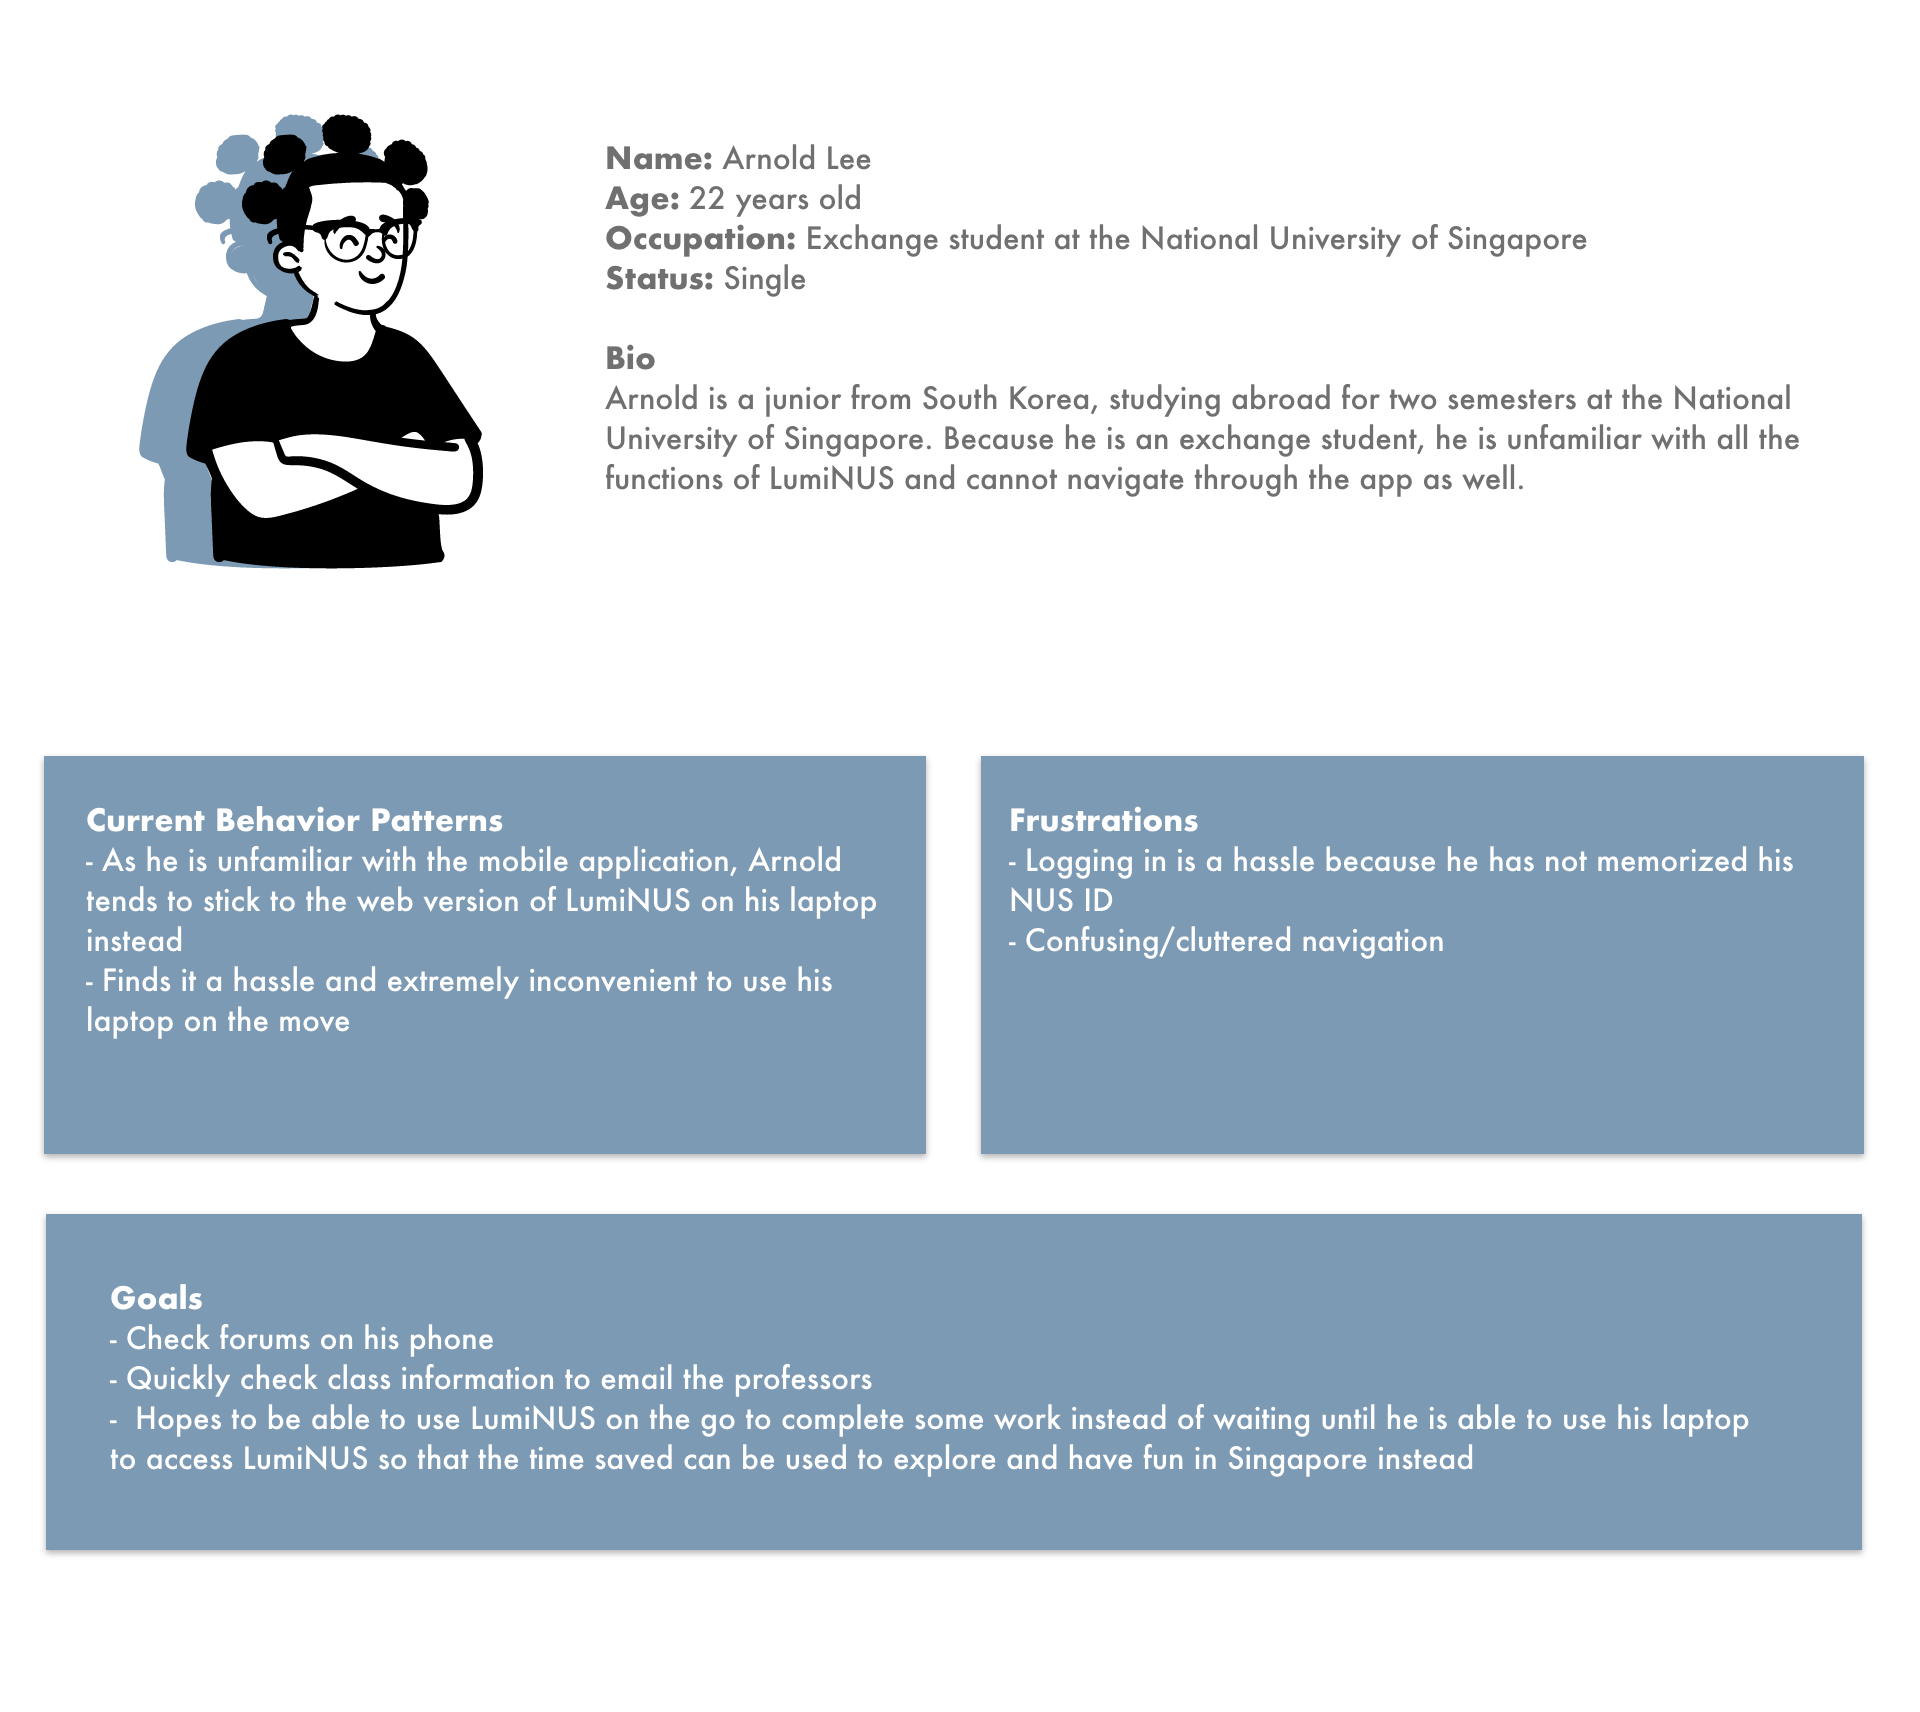 Name: Arnold Lee
Age: 22 years old
Occupation: Exchange student at the National University of Singapore
Status: Single
Bio
Arnold is a junior from South Korea, studying abroad for two semesters at the National
University of Singapore. Because he is an exchange student, he is unfamiliar with all the
functions of LumiNUS and cannot navigate through the app as well.
Current Behavior Patterns
- As he is unfamiliar with the mobile application, Arnold
tends to stick to the web version of LumiNUS on his laptop
instead
- Finds it a hassle and extremely inconvenient to use his
laptop on the move
Frustrations
- Logging in is a hassle because he has not memorized his
NUS ID
- Confusing/cluttered navigation
Goals
- Check forums on his phone
- Quickly check class information to email the professors
-  Hopes to be able to use LumiNUS on the go to complete some work instead of waiting until he is able to use his laptop
to access LumiNUS so that the time saved can be used to explore and have fun in Singapore instead